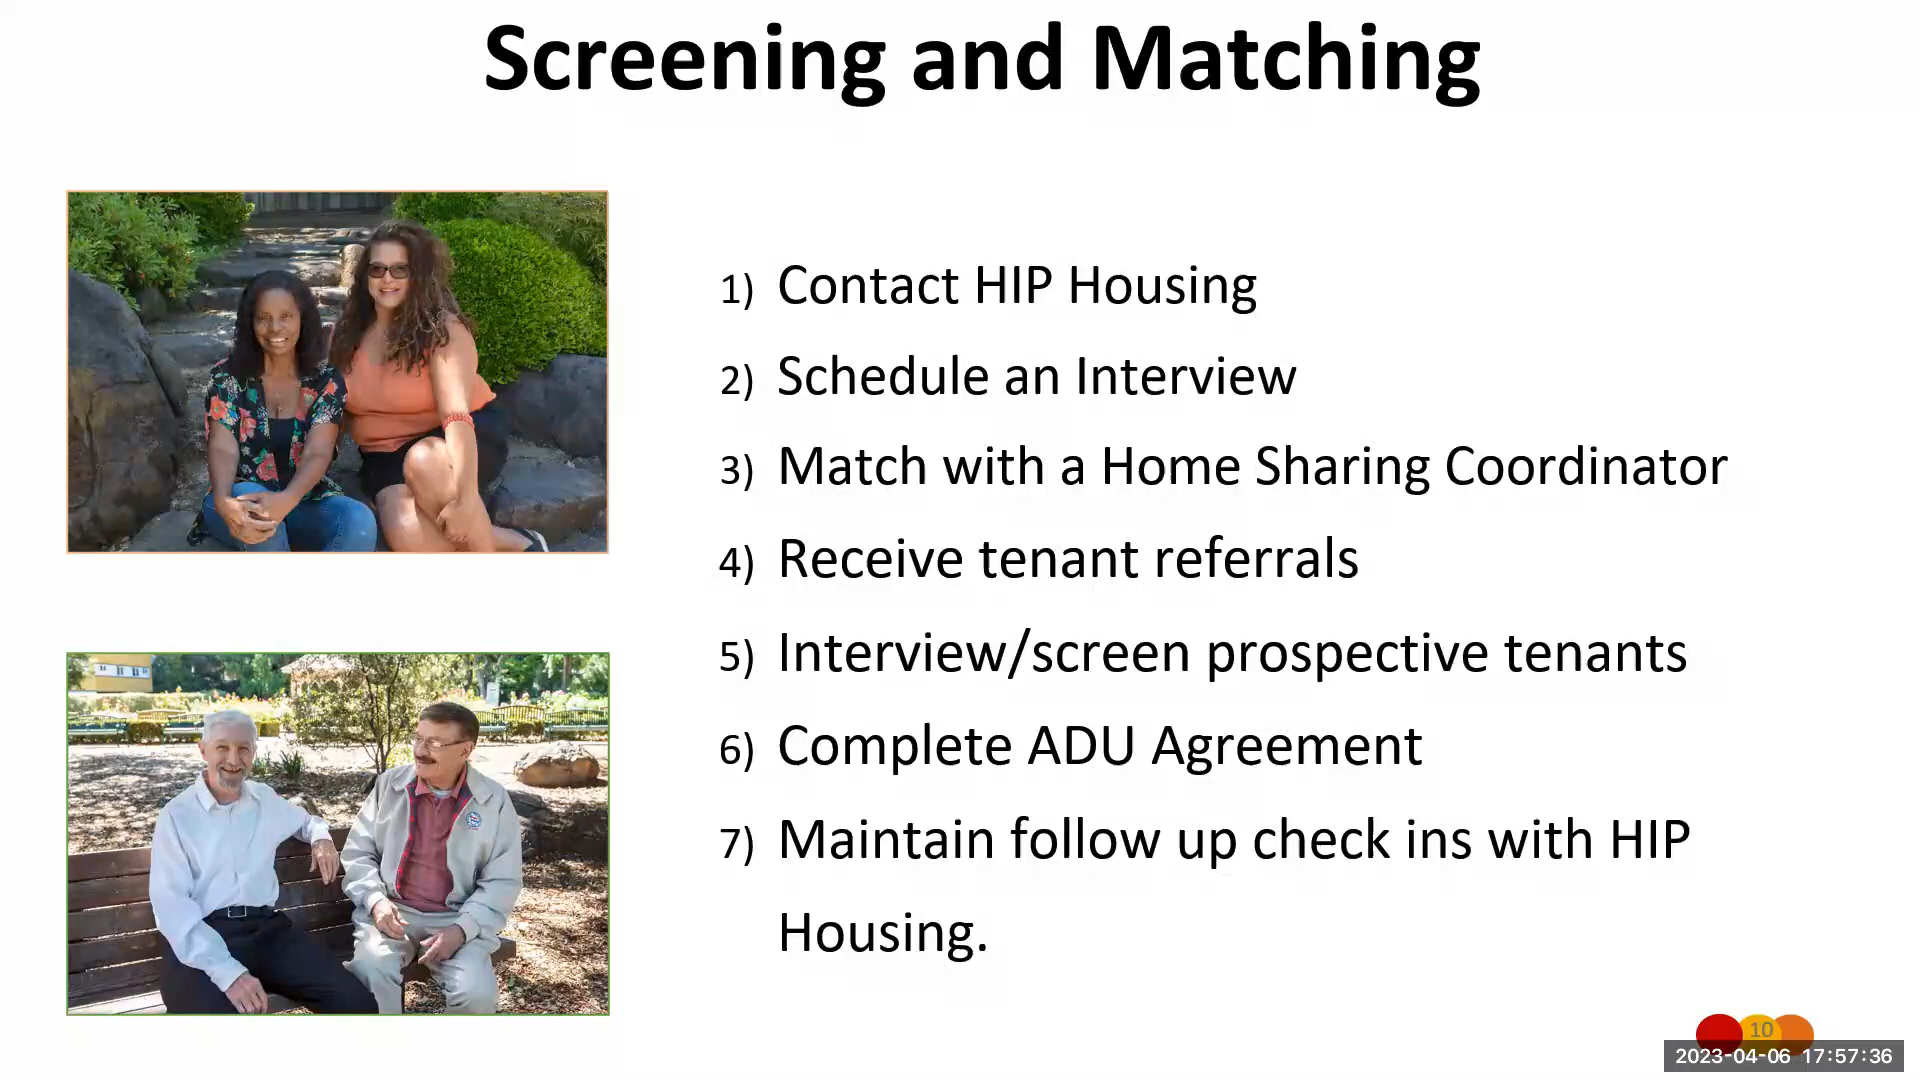 Screening and Matching
1) Contact HIP Housing
2) Schedule an Interview
3) Match with a Home Sharing Coordinator
4) Receive tenant referrals
5) Interview/screen prospective tenants
6) Complete ADU Agreement
7) Maintain follow up check ins with HIP
Housing.
10
2023-04-06 17:57:36